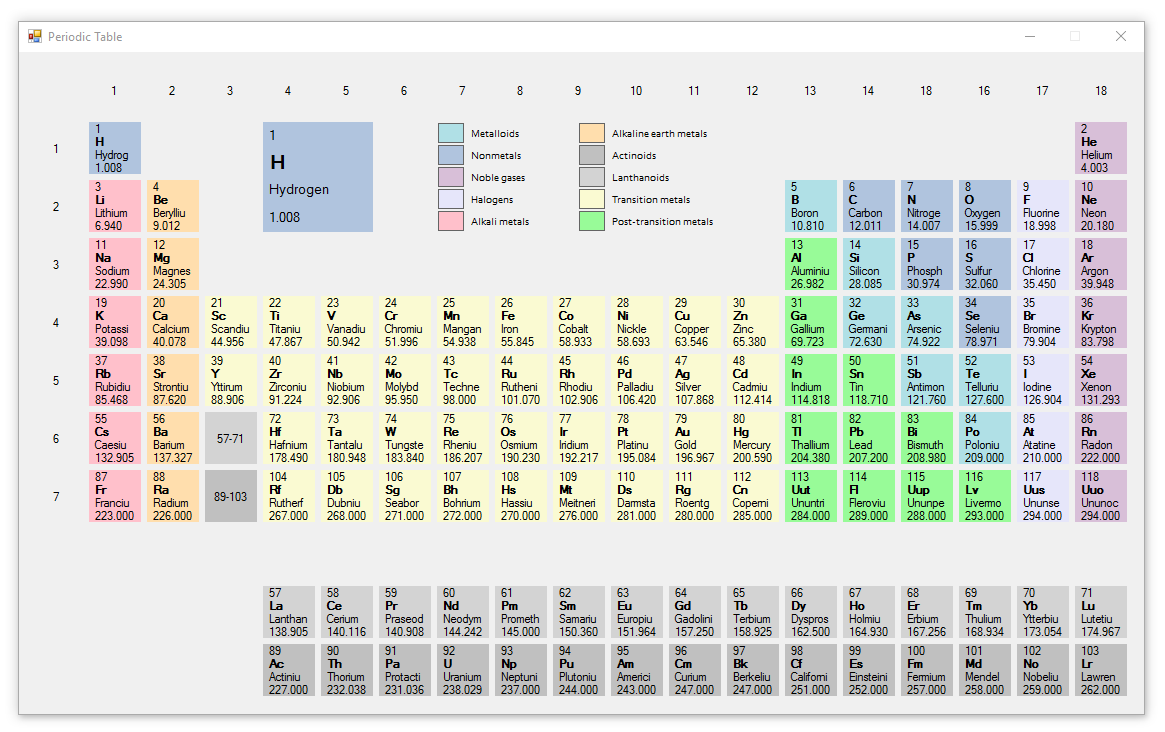 Periodic Table
1 2 3 4 5 6 7 8 9 10 11 12 13 14 18 16 17 18
1
1
H
Hydrog
1.008
1
H
Hydrogen
1.008
Metalloids
Nonmetals
Noble gases
Halogens
Alkali metals
Alkaline earth metals
Actinoids
Lanthanoids
Transition metals
Post-transition metals
2
He
Helium
4.003
2
3 4 5 6 7 8 9 10
Li Be B C N O F Ne
Lithium Berylliu Boron Carbon Nitroge Oxygen Fluorine Neon
6.940 9.012 10.810 12.011 14.007 15.999 18.998 20.180
3
11 12 13 14 15 16 17 18
Na Mg Al Si P S Cl Ar
Sodium Magnes Aluminiu Silicon Phosph Sulfur Chlorine Argon
22.990 24.305 26.982 28.085 30.974 32.060 35.450 39.948
4
19 20 21 22 23 24 25 26 27 28 29 30 31 32 33 34 35 36
K Ca Sc Ti V Cr Mn Fe Co Ni Cu Zn Ga Ge As Se Br Kr
Potassi Calcium Scandiu Titaniu Vanadiu Chromiu Mangan Iron Cobalt Nickle Copper Zinc Gallium Germani Arsenic Seleniu Bromine Krypton
39.098 40.078 44.956 47.867 50.942 51.996 54.938 55.845 58.933 58.693 63.546 65.380 69.723 72.630 74.922 78.971 79.904 83.798
5
37 38 39 40 41 42 43 44 45 46 47 48 49 50 51 52 53 54
Rb Sr Y Zr Nb Mo Tc Ru Rh Pd Ag Cd In Sn Sb Te I Xe
Rubidiu Strontiu Yttirum Zirconiu Niobium Molybd Techne Rutheni Rhodiu Palladiu Silver Cadmiu Indium Tin Antimon Telluriu Iodine Xenon
85.468 87.620 88.906 91.224 92.906 95.950 98.000 101.070 102.906 106.420 107.868 112.414 114.818 118.710 121.760 127.600 126.904 131.293
6
55 56 57-71 72 73 74 75 76 77 78 79 80 81 82 83 84 85 86
Cs Ba Hf Ta W Re Os Ir Pt Au Hg Tl Pb Bi Po At Rn
Caesiu Barium Hafnium Tantalu Tungste Rheniu Osmium Iridium Platinu Gold Mercury Thallium Lead Bismuth Poloniu Atatine Radon
132.905 137.327 178.490 180.948 183.840 186.207 190.230 192.217 195.084 196.967 200.590 204.380 207.200 208.980 209.000 210.000 222.000
7
87 88 89-103 104 105 106 107 108 109 110 111 112 113 114 115 116 117 118
Fr Ra Rf Db Sg Bh Hs Mt Ds Rg Cn Uut Fl Uup Lv Uus Uuo
Franciu Radium Rutherf Dubniu Seabor Bohrium Hassiu Meitneri Damsta Roentg Coperni Ununtri Fleroviu Ununpe Livermo Ununse Ununoc
223.000 226.000 267.000 268.000 271.000 272.000 270.000 276.000 281.000 280.000 285.000 284.000 289.000 288.000 293.000 294.000 294.000
57 58 59 60 61 62 63 64 65 66 67 68 69 70 71
La Ce Pr Nd Pm Sm Eu Gd Tb Dy Ho Er Tm Yb Lu
Lanthan Cerium Praseod Neodym Prometh Samariu Europiu Gadolini Terbium Dyspros Holmiu Erbium Thulium Ytterbiu Lutetiu
138.905 140.116 140.908 144.242 145.000 150.360 151.964 157.250 158.925 162.500 164.930 167.256 168.934 173.054 174.967
89 90 91 92 93 94 95 96 97 98 99 100 101 102 103
Ac Th Pa U Np Pu Am Cm Bk Cf Es Fm Md No Lr
Actiniu Thorium Protacti Uranium Neptuni Plutoniu Americi Curium Berkeliu Californi Einsteini Fermium Mendel Nobeliu Lawren
227.000 232.038 231.036 238.029 237.000 244.000 243.000 247.000 247.000 251.000 252.000 257.000 258.000 259.000 262.000